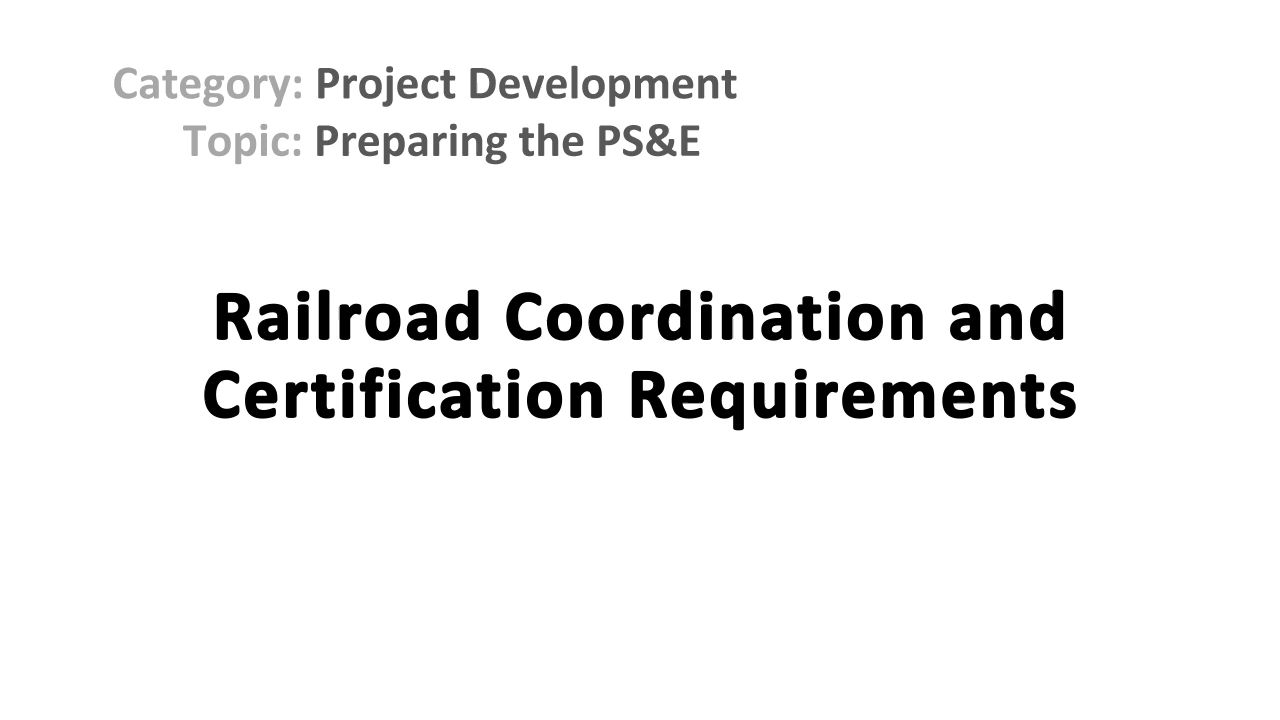 Category: Project Development
Topic: Preparing the PS&E
Railroad Coordination and
Certification Requirements